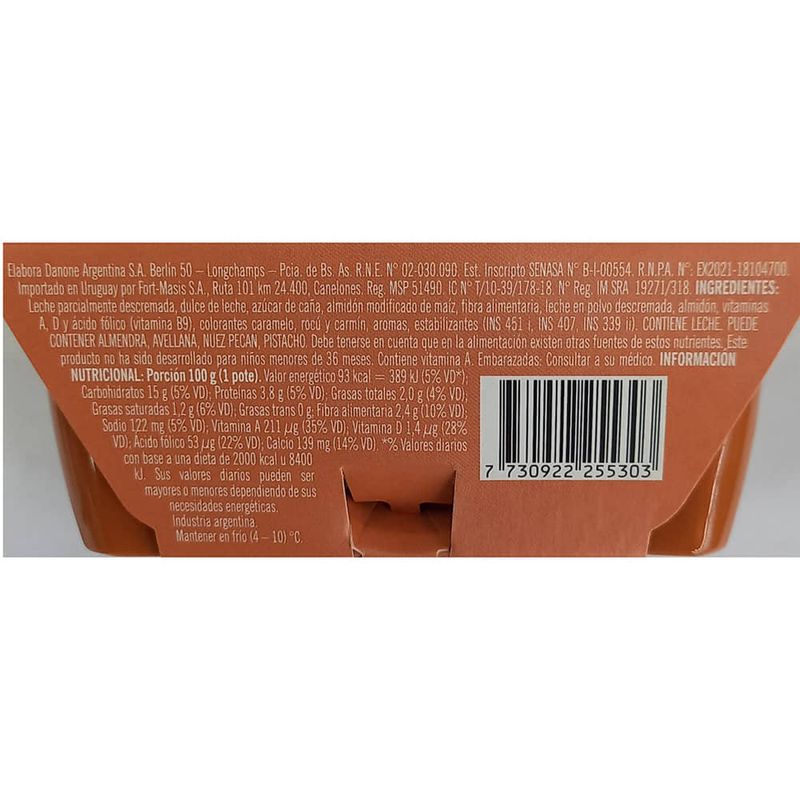 Elabora Danone Argentina S.A. Berlín 50 – Longchamps – Pcia. de Bs. As. R.N.E. N° 02-030.090. Est. Inscripto SENASA N° B-I-00554. R.N.P.A. N°: EX2021-18104700.
Importado en Uruguay por Fort-Masis S.A., Ruta 101 km 24.400, Canelones. Reg. MSP 51490. IC N° T/10-39/178-18. N° Reg. IM SRA 19271/318. INGREDIENTES:
Leche parcialmente descremada, dulce de leche, azúcar de caña, almidón modificado de maíz, fibra alimentaria, leche en polvo descremada, almidón, vitaminas
A, D y ácido fólico (vitamina B9), colorantes caramelo, rocú y carmín, aromas, estabilizantes (INS 451 i, INS 407, INS 339 ii). CONTIENE LECHE. PUEDE
CONTENER ALMENDRA, AVELLANA, NUEZ PECAN, PISTACHO. Debe tenerse en cuenta que en la alimentación existen otras fuentes de estos nutrientes. Este
producto no ha sido desarrollado para niños menores de 36 meses. Contiene vitamina A. Embarazadas: Consultar a su médico. INFORMACION
NUTRICIONAL: Porción 100 g (1 pote). Valor energético 93 kcal = 389 kJ (5% VD*);
Carbohidratos 15 g (5% VD); Proteínas 3,8 g (5% VD); Grasas totales 2,0 g (4% VD);
Grasas saturadas 1,2 g (6% VD); Grasas trans 0 g; Fibra alimentaria 2,4 g (10% VD);
Sodio 122 mg (5% VD); Vitamina A 211 µg (35% VD); Vitamina D 1,4 µg (28%
VD); Ácido fólico 53 µg (22% VD); Calcio 139 mg (14% VD). *% Valores diarios
con base a una dieta de 2000 kcal u 8400
kJ. Sus valores diarios pueden ser
mayores o menores dependiendo de sus
necesidades energéticas.
Industria argentina.
Mantener en frío (4 – 10) °C.
7 730922 255303